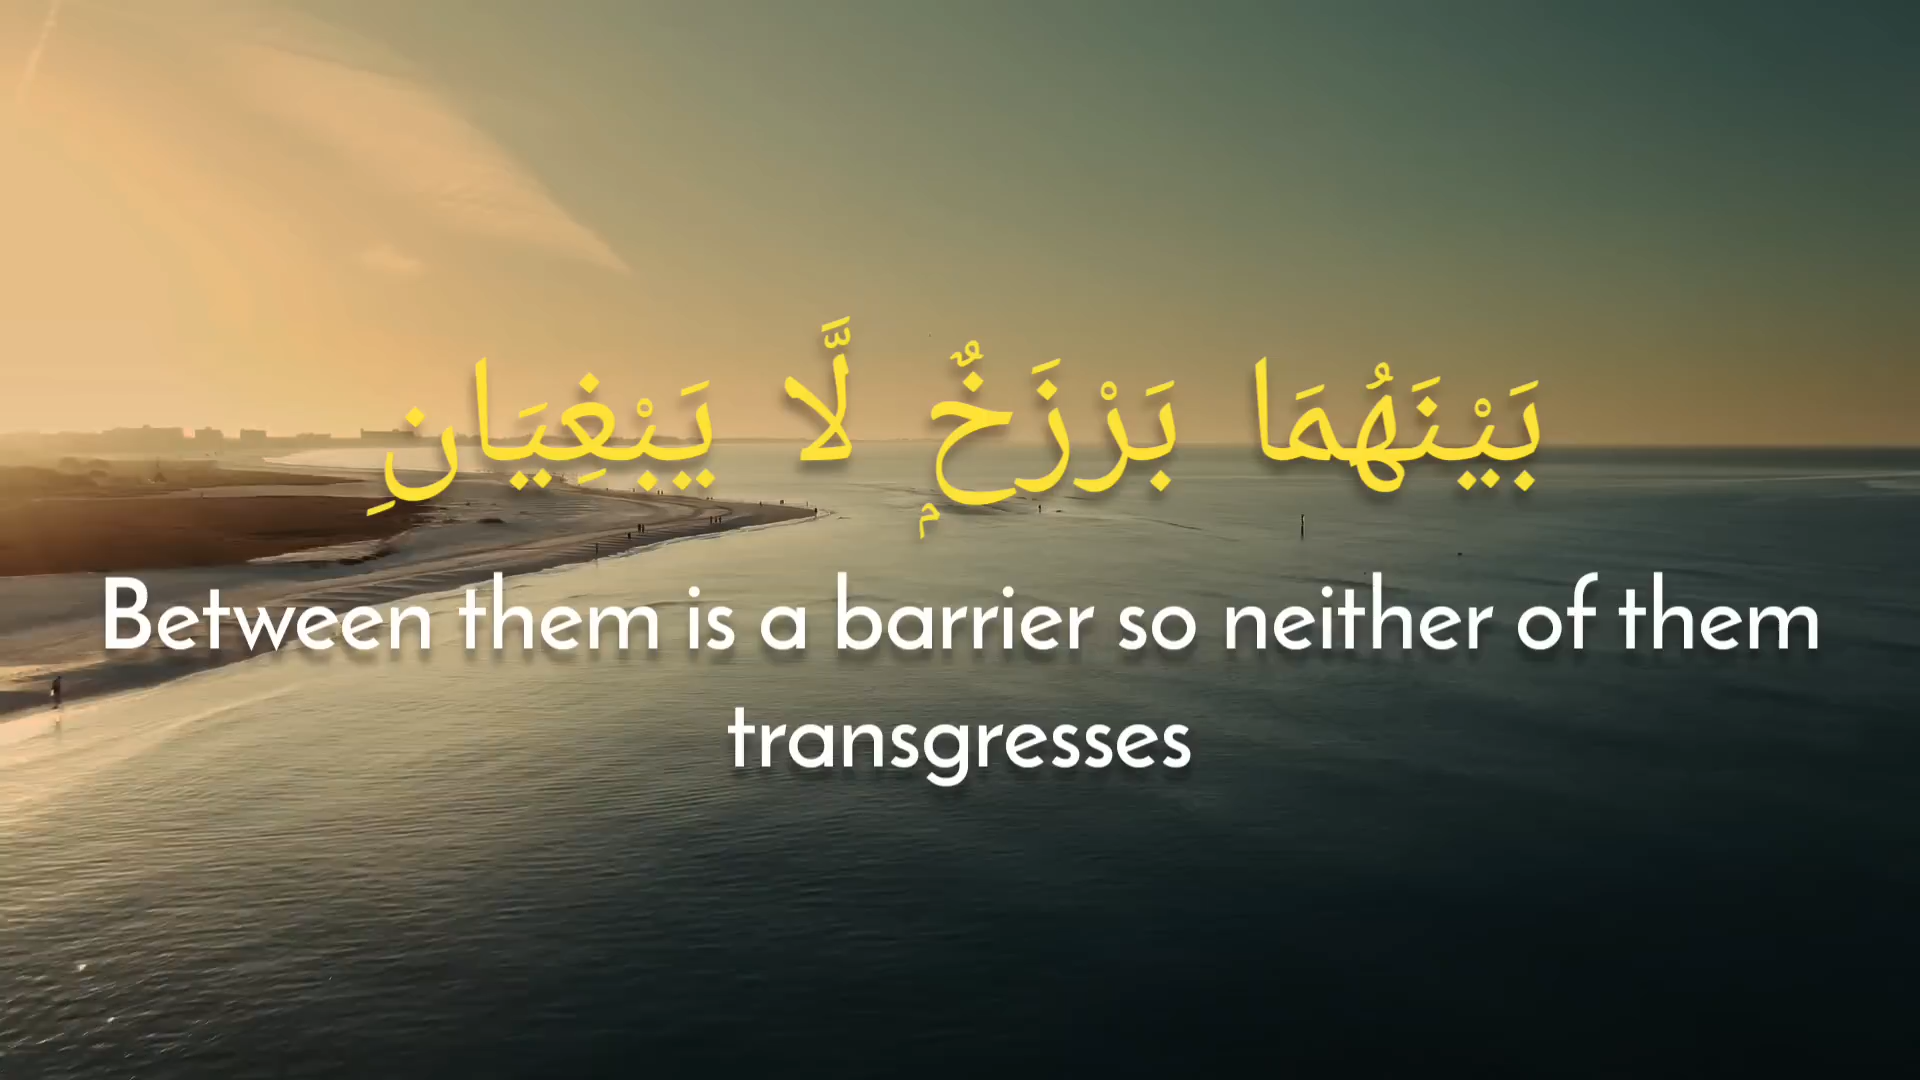 بَيْنَهُمَا بَرْزَخٌۭ لَّا يَبْغِيَانِ
Between them is a barrier so neither of them
transgresses